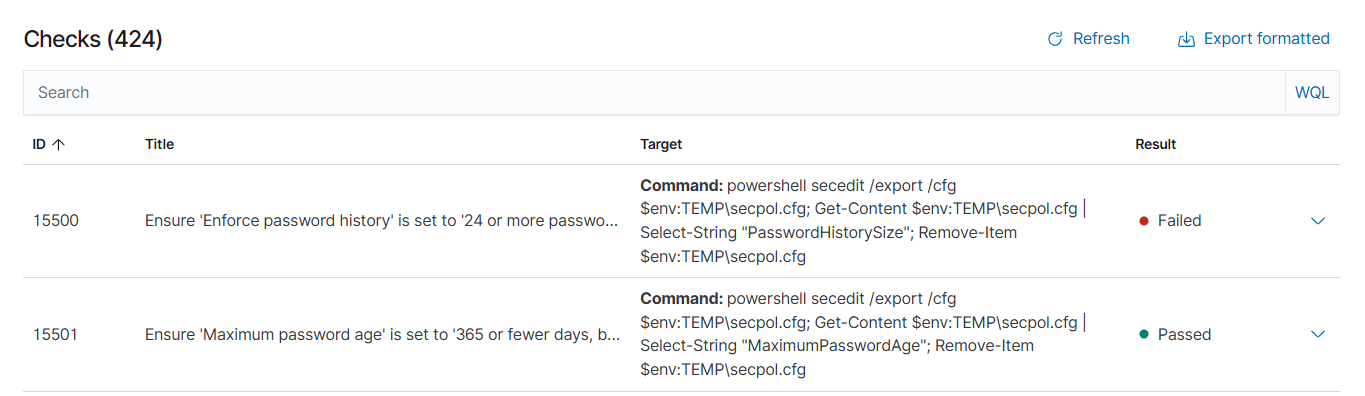 Checks (424)
Refresh
Export formatted
Search
WQL
ID
Title
Target
Result
15500
Ensure 'Enforce password history' is set to '24 or more passwo...
Command: powershell secedit /export /cfg
$env:TEMP\secpol.cfg; Get-Content $env:TEMP\secpol.cfg |
Select-String "PasswordHistorySize"; Remove-Item
$env:TEMP\secpol.cfg
Failed
15501
Ensure 'Maximum password age' is set to '365 or fewer days, b...
Command: powershell secedit /export /cfg
$env:TEMP\secpol.cfg; Get-Content $env:TEMP\secpol.cfg |
Select-String "MaximumPasswordAge"; Remove-Item
$env:TEMP\secpol.cfg
Passed